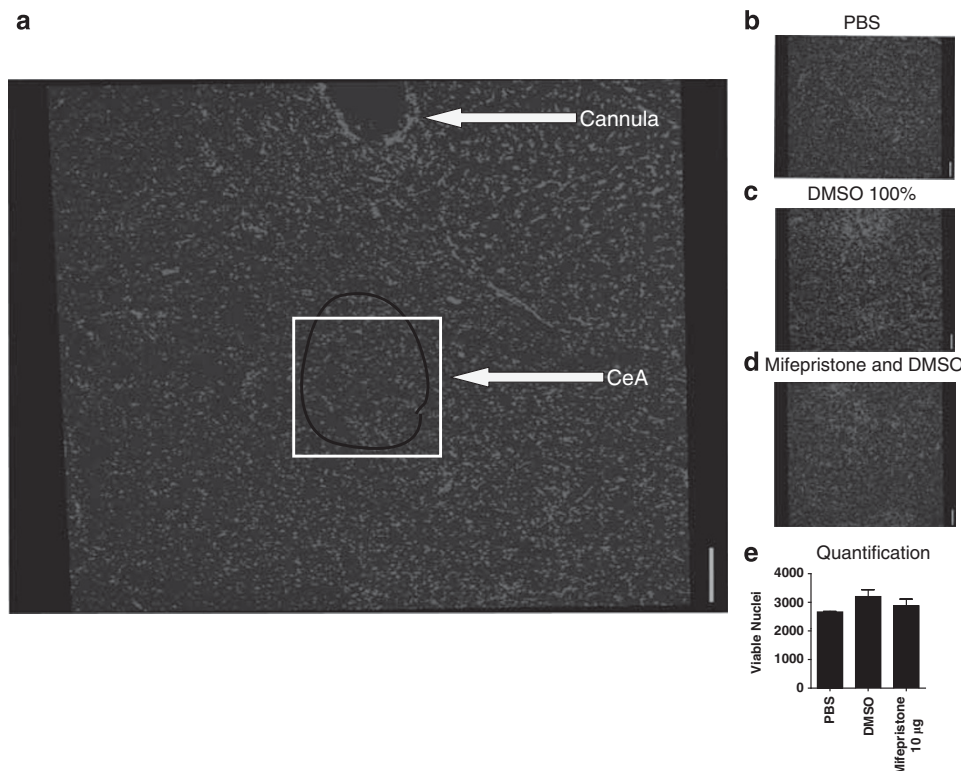 a
Cannula
CeA
b
PBS
c
DMSO 100%
d
Mifepristone and DMSO
e
Quantification
Viable Nuclei
4000
3000
2000
1000
0
PBS
DMSO
Mifepristone
10 µg